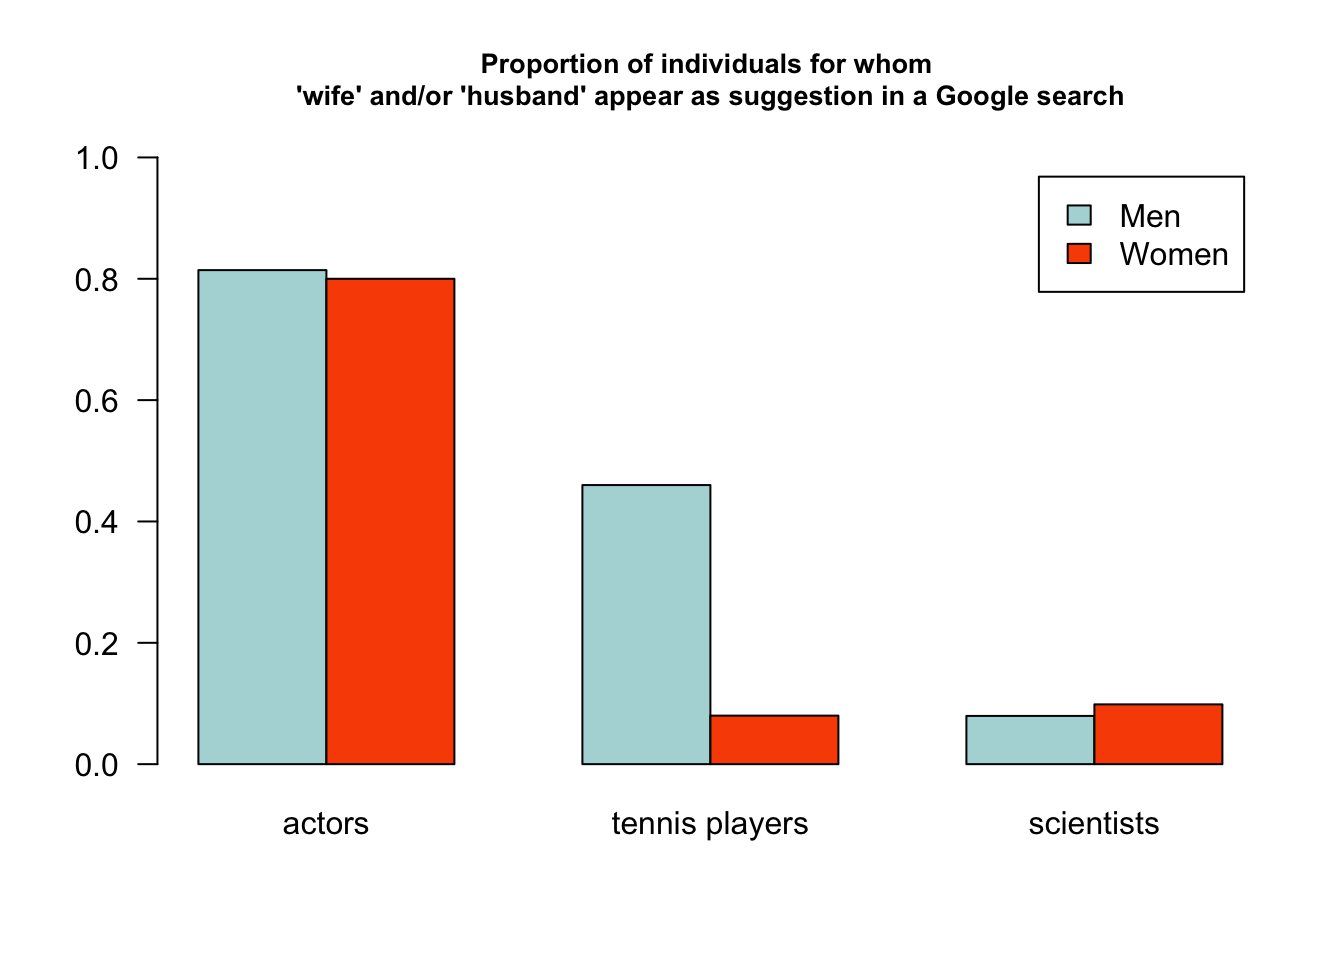 Proportion of individuals for whom
'wife' and/or 'husband' appear as suggestion in a Google search
1.0
0.8
0.6
0.4
0.2
0.0
Men
Women
actors
tennis players
scientists